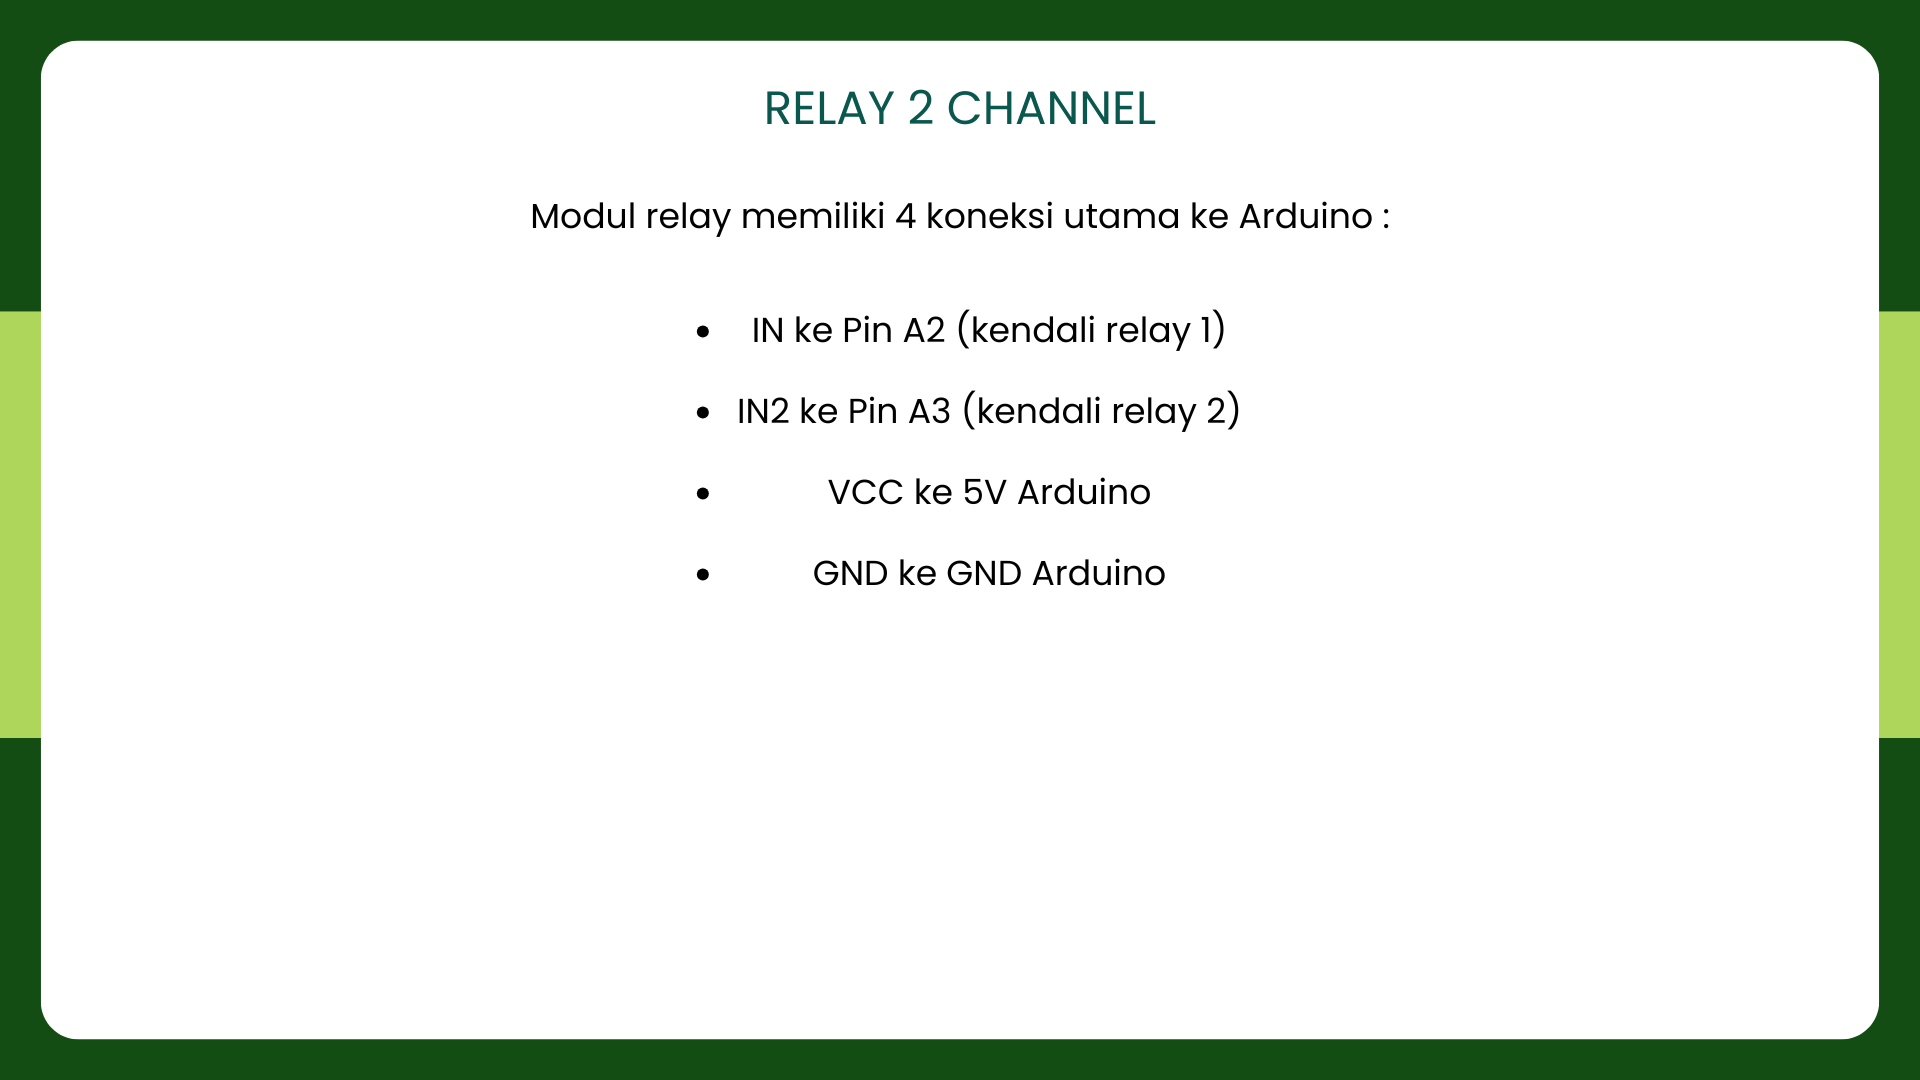 RELAY 2 CHANNEL
Modul relay memiliki 4 koneksi utama ke Arduino :
• IN ke Pin A2 (kendali relay 1)
• IN2 ke Pin A3 (kendali relay 2)
• VCC ke 5V Arduino
• GND ke GND Arduino